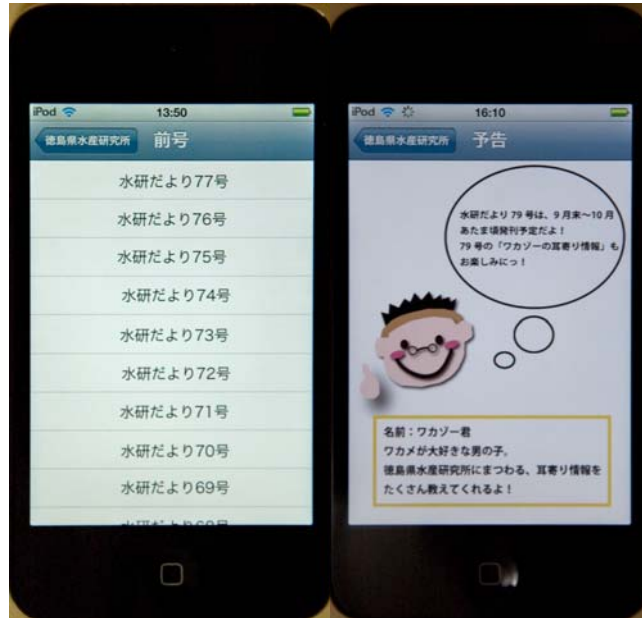 iPod
13:50
徳島県水産研究所
前号
水研だより77号
水研だより76号
水研だより75号
水研だより74号
水研だより73号
水研だより72号
水研だより71号
水研だより70号
水研だより69号
iPod
16:10
徳島県水産研究所
予告
水研だより 79 号は、9 月末～10 月
あたま頃発刊予定だよ！
79 号の「ワカゾーの耳寄り情報」も
お楽しみにっ！
名前：ワカゾー君
ワカメが大好きな男の子。
徳島県水産研究所にまつわる、耳寄り情報を
たくさん教えてくれるよ！